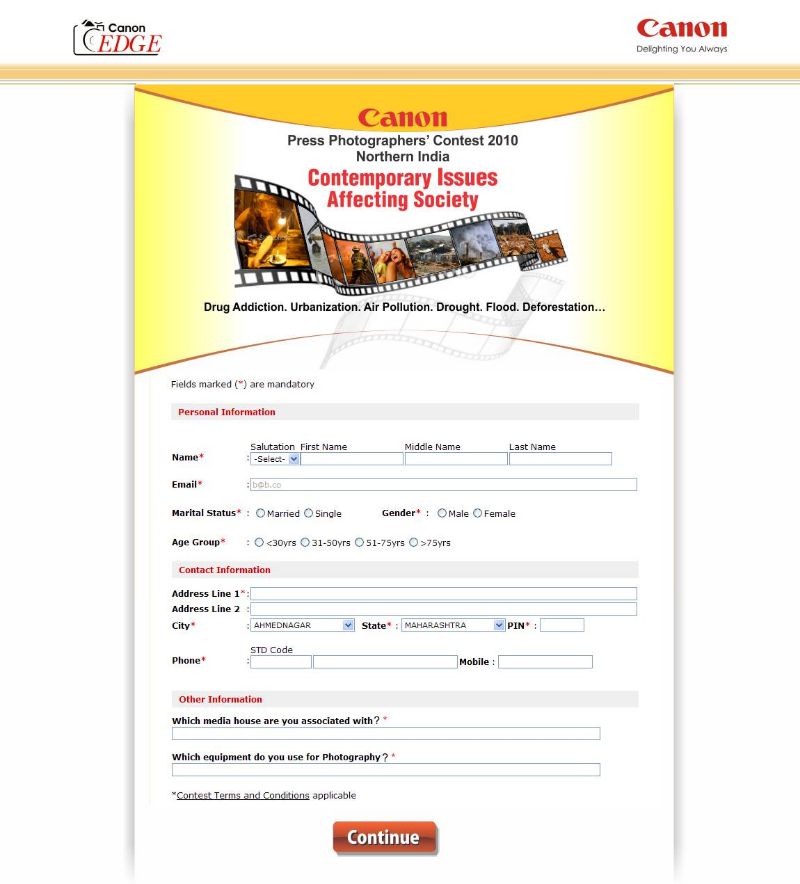 Canon
EDGE
Canon
Delighting You Always
Canon
Press Photographers' Contest 2010
Northern India
Contemporary Issues
Affecting Society
Drug Addiction. Urbanization. Air Pollution. Drought. Flood. Deforestation...
Fields marked (*) are mandatory
Personal Information
Salutation First Name Middle Name Last Name
Name* : -Select-
Email* : b@b.co
Marital Status* : Married Single Gender* : Male Female
Age Group* : <30yrs 31-50yrs 51-75yrs >75yrs
Contact Information
Address Line 1* :
Address Line 2 :
City* : AHMEDNAGAR State* : MAHARASHTRA PIN* :
STD Code
Phone* : Mobile :
Other Information
Which media house are you associated with? *
Which equipment do you use for Photography? *
*Contest Terms and Conditions applicable
Continue